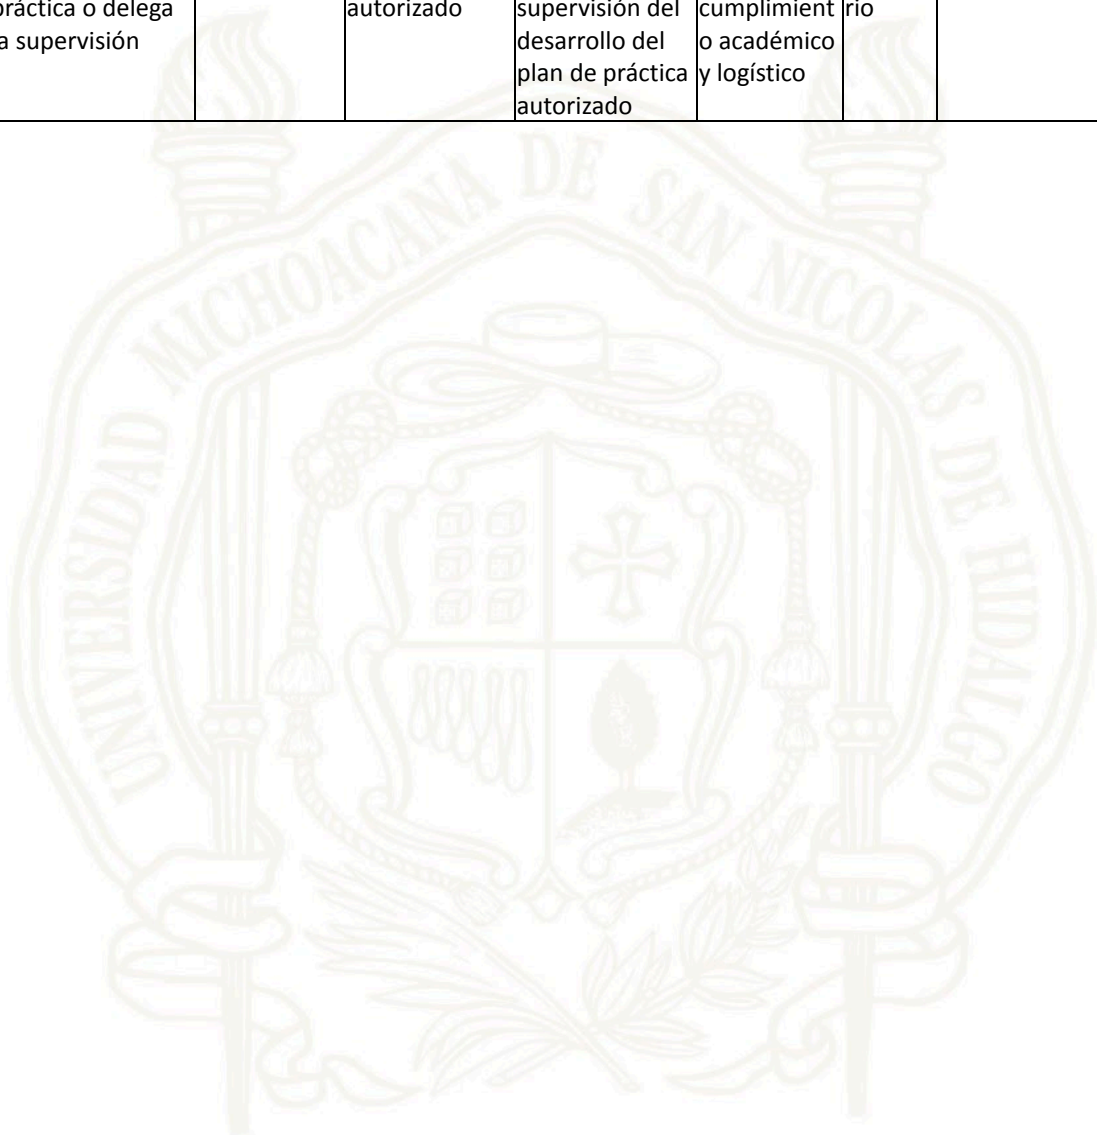 práctica o delega autorizado supervisión del cumplimient rio
a supervisión desarrollo del o académico
plan de práctica y logístico
autorizado
UNIVERSIDAD MICHOACANA DE SAN NICOLAS DE HIDALGO